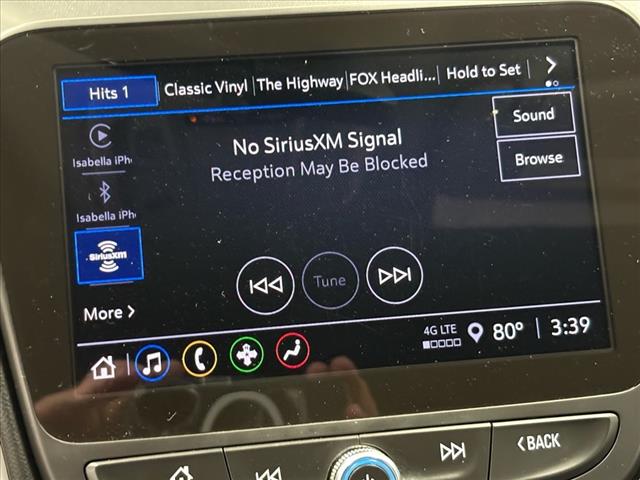 Hits 1 Classic Vinyl The Highway FOX Headli... Hold to Set
Sound
No SiriusXM Signal
Browse
Reception May Be Blocked
Isabella iPh
Isabella iPh
SiriusXM
Tune
More
4G LTE 80° 3:39
BACK